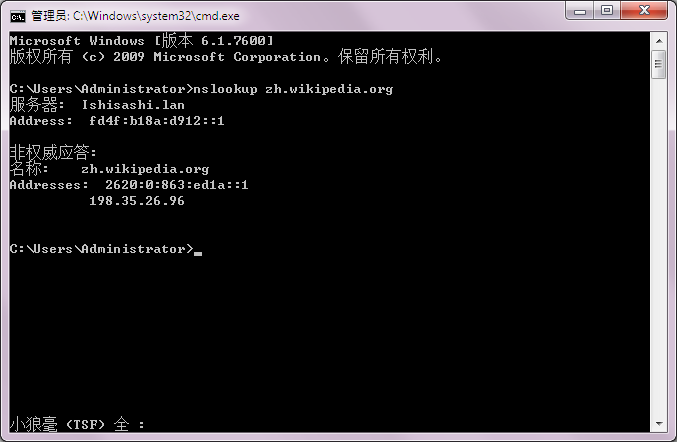 管理员: C:\Windows\system32\cmd.exe
Microsoft Windows [版本 6.1.7600]
版权所有 (c) 2009 Microsoft Corporation。保留所有权利。
C:\Users\Administrator>nslookup zh.wikipedia.org
服务器:  Ishisashi.lan
Address:  fd4f:b18a:d912::1
非权威应答:
名称:    zh.wikipedia.org
Addresses:  2620:0:863:ed1a::1
198.35.26.96
C:\Users\Administrator>
小狼毫 (TSF) 全 :